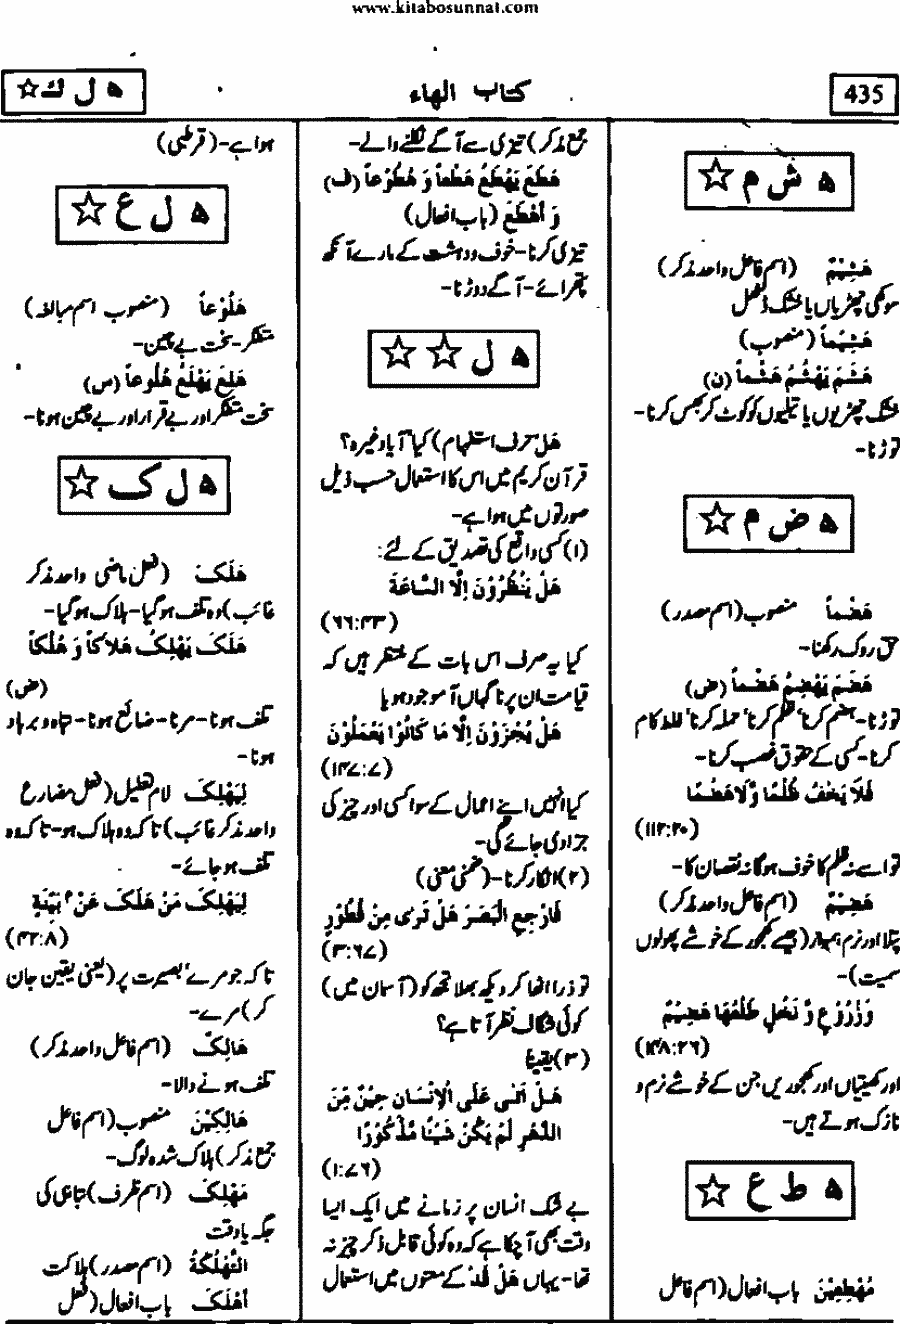 www.kitabosunnat.com
435
کتاب الهاء
ھ ل ك ☆
ھ ش م ☆
هَشِيْمٌ (اسم فاعل واحد مذکر)
سوکھی چھڑیاں یا خشک ڈنٹھل
هَشِيْماً (منصوب)
هَشَمَ يَهْشُمُ هَشْماً (ن)
خشک چھڑیوں یا تیلیوں کو کوٹ کر بھس کرنا۔
توڑنا۔
ھ ض م ☆
هَضْماً منصوب (اسم مصدر)
حق روک رکھنا۔
هَضَمَ يَهْضِمُ هَضْماً (ض)
توڑنا۔ ہضم کرنا' ظلم کرنا' حملہ کرنا' غلط کام
کرنا۔ کسی کے حقوق غصب کرنا۔
فَلَا يَخٰفُ ظُلْمًا وَّلَا هَضْمًا
(۱۱۲:۲۰)
تو اسے نہ ظلم کا خوف ہوگا نہ نقصان کا۔
هَضِيْمٌ (اسم فاعل واحد مذکر)
پتلا اور نرم ہموار (جیسے کھجور کے خوشے پھولوں
سمیت)۔
وَزُرُوْعٍ وَّ نَخْلٍ طَلْعُهَا هَضِيْمٌ
(۱۴۸:۲۶)
اور کھیتیاں اور کھجوریں جن کے خوشے نرم و
نازک ہوتے ہیں۔
ھ ط ع ☆
مُهْطِعِيْنَ باب افعال (اسم فاعل
جمع مذکر) تیزی سے آگے نکلنے والے۔
هَطَعَ يَهْطَعُ هَطْعاً وَ هُطُوْعاً (ف)
وَ أَهْطَعَ (باب افعال)
تیزی کرنا۔ خوف و دہشت کے مارے آنکھ
پتھرائے۔ آگے دوڑنا۔
ھ ل ☆ ☆
هَلْ حرف استفہام) کیا' آیا وغیرہ؟
قرآن کریم میں اس کا استعمال حسب ذیل
صورتوں میں ہوا ہے۔
(۱) کسی واقع کی تصدیق کے لئے:
هَلْ يَنْظُرُوْنَ اِلَّا السَّاعَةَ
(۶۶:۴۳)
کیا یہ صرف اس بات کے منتظر ہیں کہ
قیامت ان پر ناگہاں آ موجود ہو یا
هَلْ يُجْزَوْنَ اِلَّا مَا كَانُوْا يَعْمَلُوْنَ
(۱۴۷:۷)
کیا انہیں اپنے اعمال کے سوا کسی اور چیز کی
جزا دی جائے گی۔
(۲) انکار کرنا۔ (ضمنی معنی)
فَارْجِعِ الْبَصَرَ هَلْ تَرٰى مِنْ فُطُوْرٍ
(۳:۶۷)
تو ذرا اٹھا کر دیکھ بھلا تجھ کو (آسمان میں)
کوئی شگاف نظر آتا ہے؟
(۳) یقینا
هَلْ اَتٰى عَلَى الْاِنْسَانِ حِيْنٌ مِّنَ
الدَّهْرِ لَمْ يَكُنْ شَيْئًا مَّذْكُوْرًا
(۱:۷۶)
بے شک انسان پر زمانے میں ایک ایسا
وقت بھی آ چکا ہے کہ وہ کوئی قابل ذکر چیز نہ
تھا۔ یہاں هَلْ قَدْ کے معنوں میں استعمال
ہوا ہے۔ (قرطبی)
ھ ل ع ☆
هَلُوْعاً (منصوب اسم مبالغہ)
متفکر۔ سخت بے چین۔
هَلِعَ يَهْلَعُ هُلُوعاً (س)
سخت متفکر اور بے قرار اور بے چین ہونا۔
ھ ل ک ☆
هَلَكَ (فعل ماضی واحد مذکر
غائب) وہ تلف ہوگیا۔ ہلاک ہوگیا۔
هَلَكَ يَهْلِكُ هَلَاكاً وَ هُلْكاً
(ض)
تلف ہونا۔ مرنا۔ ضائع ہونا۔ تباہ و برباد
ہونا۔
لِيَهْلِكَ لام تعلیل (فعل مضارع
واحد مذکر غائب) تاکہ وہ ہلاک ہو۔ تاکہ وہ
تلف ہو جائے۔
لِيَهْلِكَ مَنْ هَلَكَ عَنْ ۢ بَيِّنَةٍ
(۴۲:۸)
تاکہ جو مرے' بصیرت پر (یعنی یقین جان
کر) مرے۔
هَالِكٌ (اسم فاعل واحد مذکر)
تلف ہونے والا۔
هَالِكِيْنَ منصوب (اسم فاعل
جمع مذکر) ہلاک شدہ لوگ۔
مَهْلِكَ (اسم ظرف) تباہی کی
جگہ یا وقت
التَّهْلُكَةُ (اسم مصدر) ہلاکت
أَهْلَكَ باب افعال (فعل